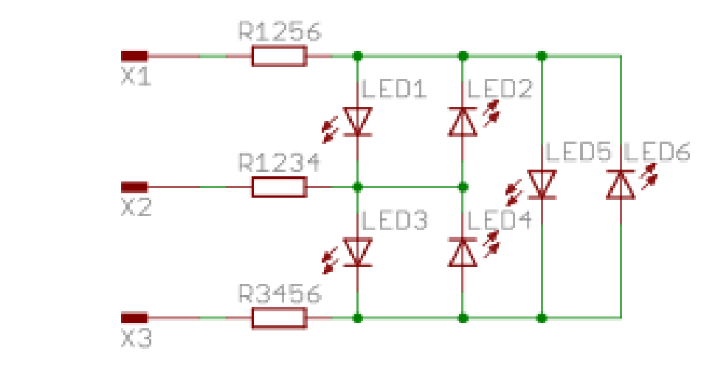 R1256
X1
LED1
LED2
LED5
LED6
R1234
X2
LED3
LED4
R3456
X3